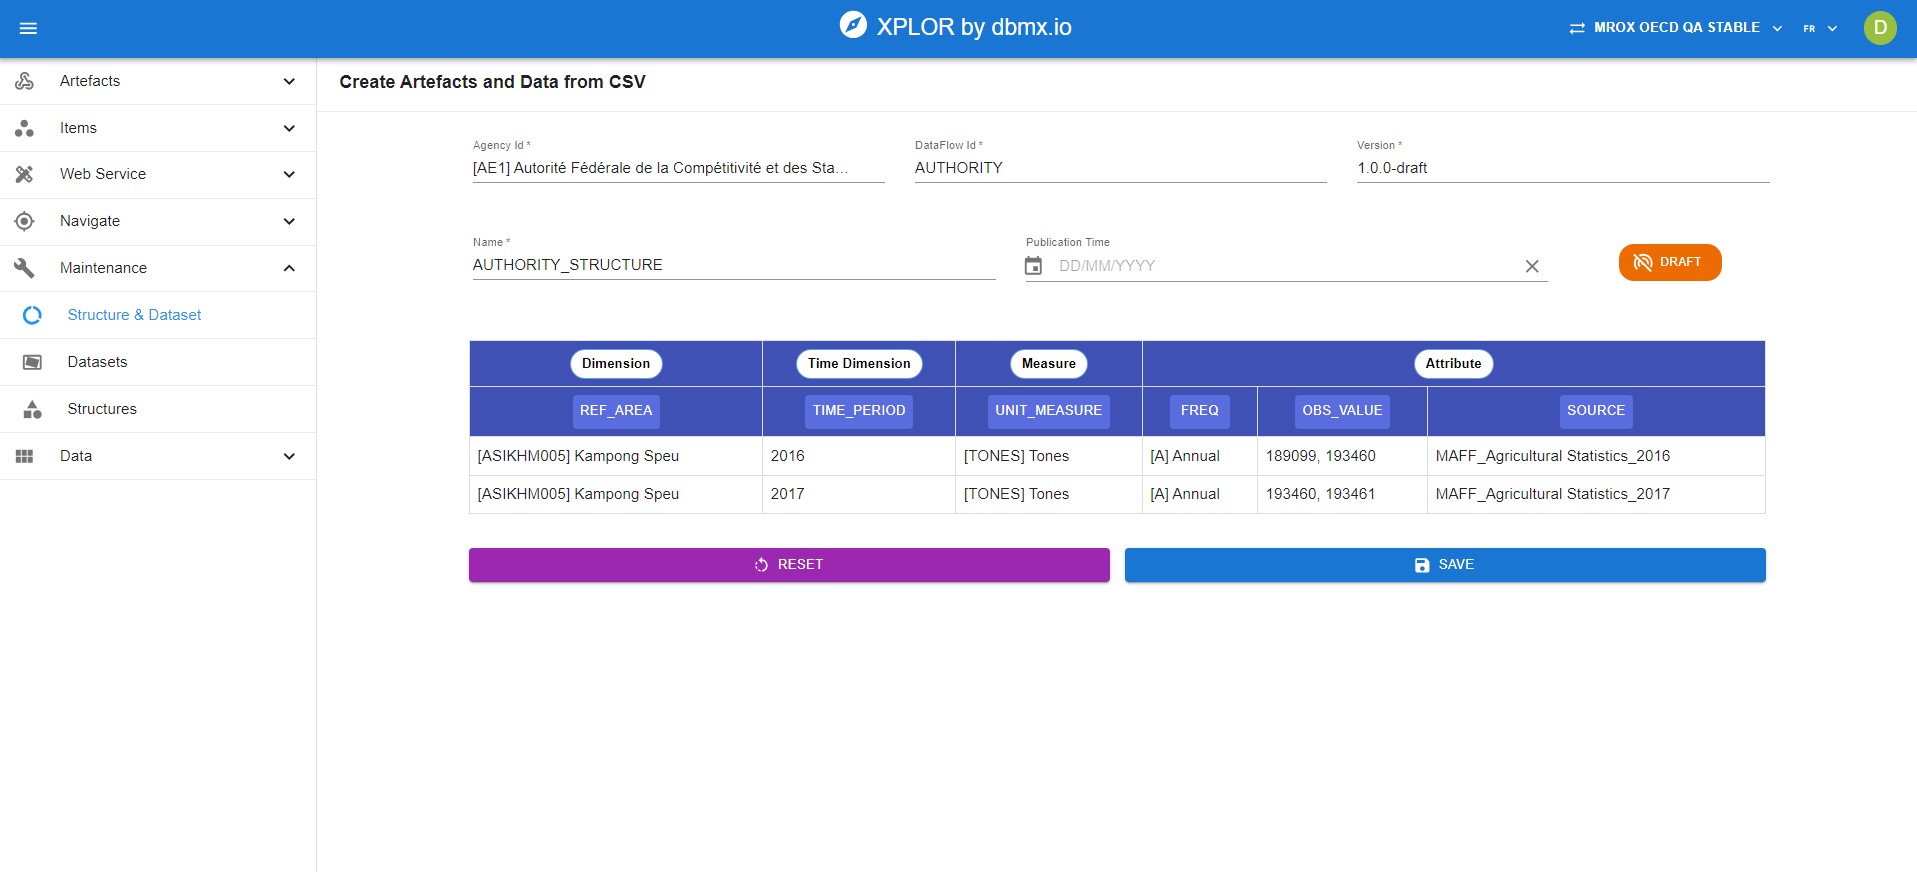 XPLOR by dbmx.io
MROX OECD QA STABLE
FR
D
Artefacts
Items
Web Service
Navigate
Maintenance
Structure & Dataset
Datasets
Structures
Data
Create Artefacts and Data from CSV
Agency Id * DataFlow Id * Version *
[AE1] Autorité Fédérale de la Compétitivité et des Sta... AUTHORITY 1.0.0-draft
Name * Publication Time
AUTHORITY_STRUCTURE DD/MM/YYYY DRAFT
Dimension Time Dimension Measure Attribute
REF_AREA TIME_PERIOD UNIT_MEASURE FREQ OBS_VALUE SOURCE
[ASIKHM005] Kampong Speu 2016 [TONES] Tones [A] Annual 189099, 193460 MAFF_Agricultural Statistics_2016
[ASIKHM005] Kampong Speu 2017 [TONES] Tones [A] Annual 193460, 193461 MAFF_Agricultural Statistics_2017
RESET SAVE